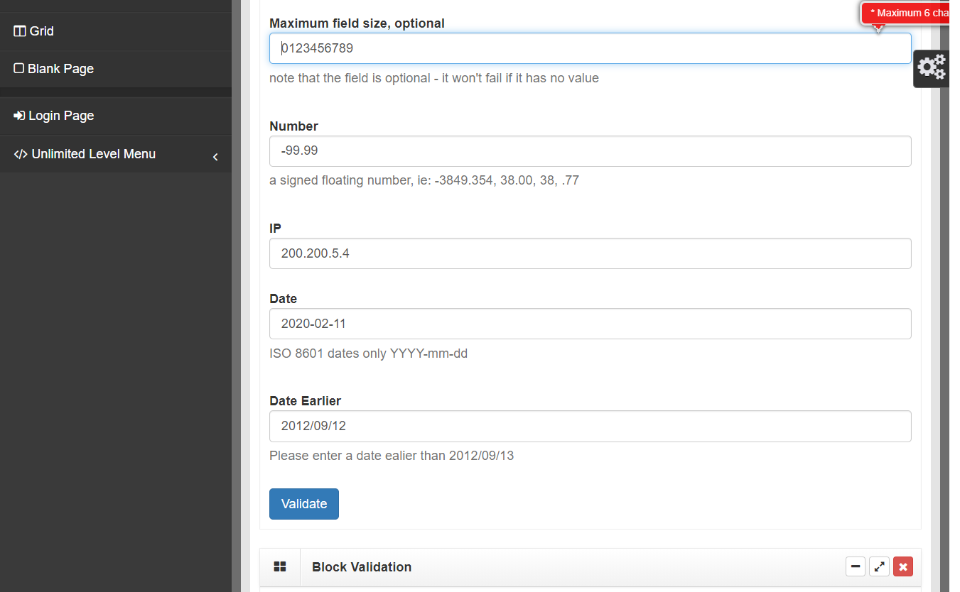 Grid
Blank Page
Login Page
Unlimited Level Menu
* Maximum 6 cha
Maximum field size, optional
0123456789
note that the field is optional - it won't fail if it has no value
Number
-99.99
a signed floating number, ie: -3849.354, 38.00, 38, .77
IP
200.200.5.4
Date
2020-02-11
ISO 8601 dates only YYYY-mm-dd
Date Earlier
2012/09/12
Please enter a date ealier than 2012/09/13
Validate
Block Validation